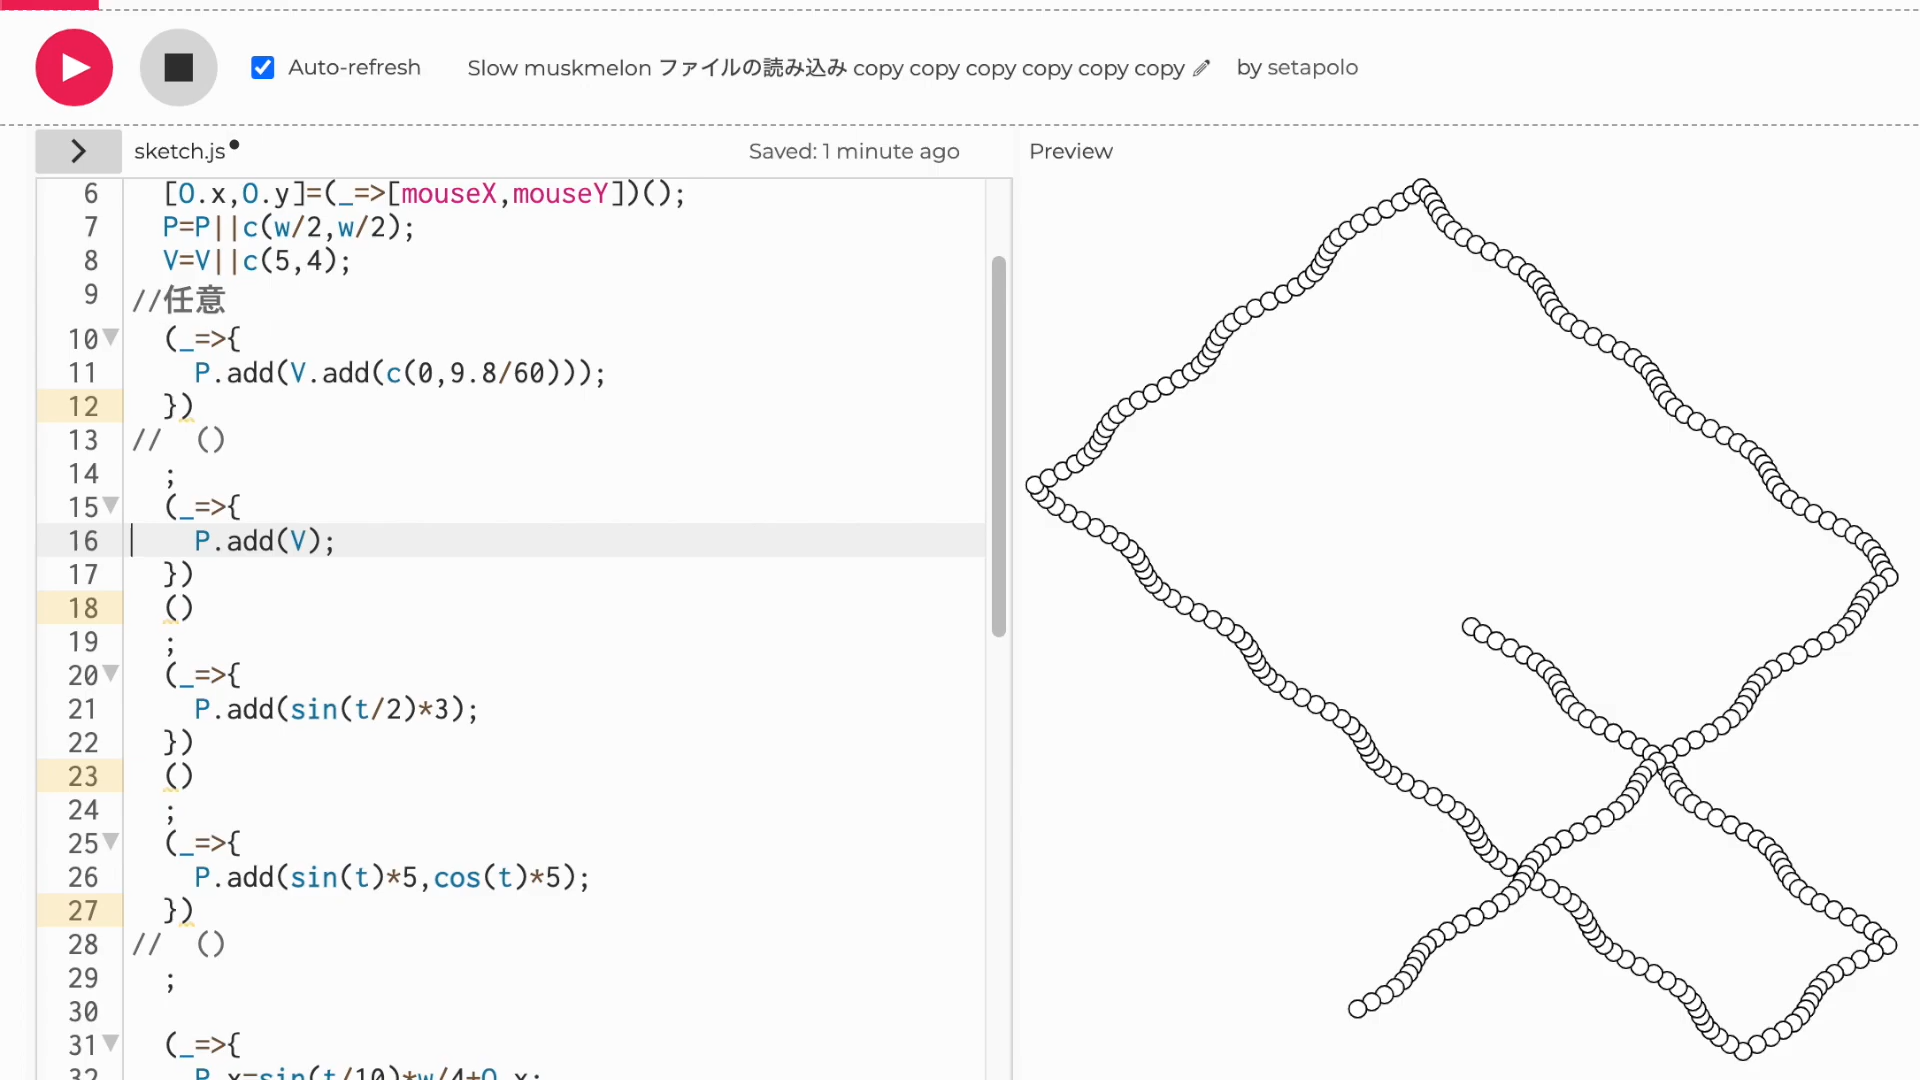 Auto-refresh
Slow muskmelon ファイルの読み込み copy copy copy copy copy copy
by setapolo
sketch.js
Saved: 1 minute ago
Preview
6 [O.x,O.y]=(_=>[mouseX,mouseY])();
7 P=P||c(w/2,w/2);
8 V=V||c(5,4);
9 //任意
10 (_=>{
11 P.add(V.add(c(0,9.8/60)));
12 })
13 // ()
14 ;
15 (_=>{
16 P.add(V);
17 })
18 ()
19 ;
20 (_=>{
21 P.add(sin(t/2)*3);
22 })
23 ()
24 ;
25 (_=>{
26 P.add(sin(t)*5,cos(t)*5);
27 })
28 // ()
29 ;
30
31 (_=>{
32 P.x=sin(t/10)*w/4+O.x;